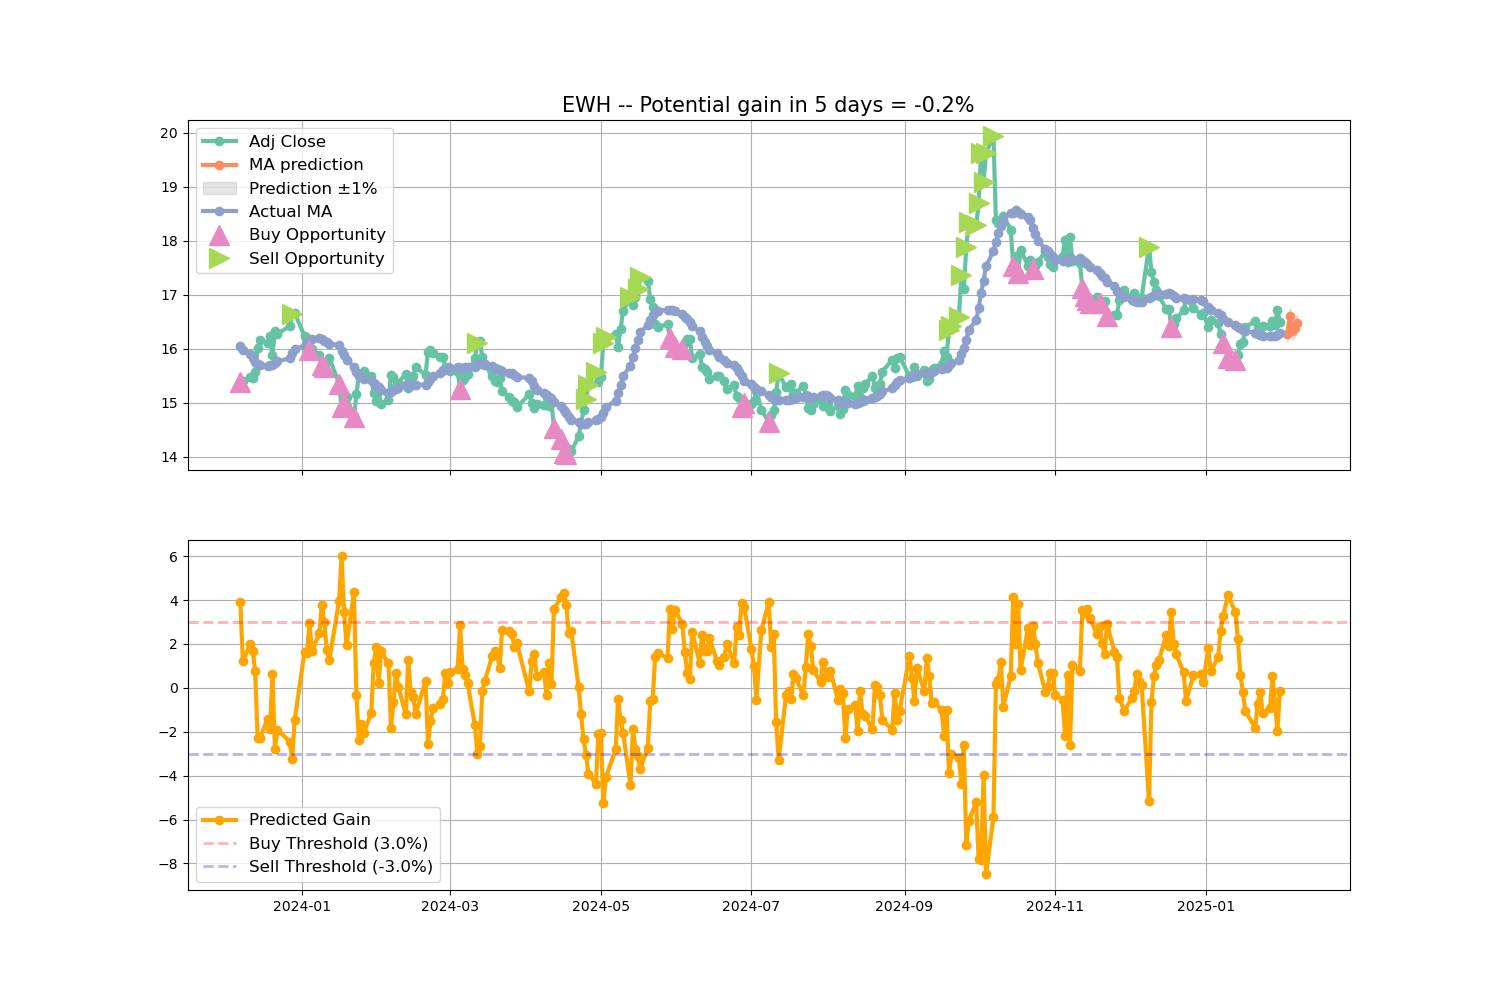 EWH -- Potential gain in 5 days = -0.2%
20
19
18
17
16
15
14
Adj Close
MA prediction
Prediction ±1%
Actual MA
Buy Opportunity
Sell Opportunity
6
4
2
0
−2
−4
−6
−8
Predicted Gain
Buy Threshold (3.0%)
Sell Threshold (-3.0%)
2024-01 2024-03 2024-05 2024-07 2024-09 2024-11 2025-01